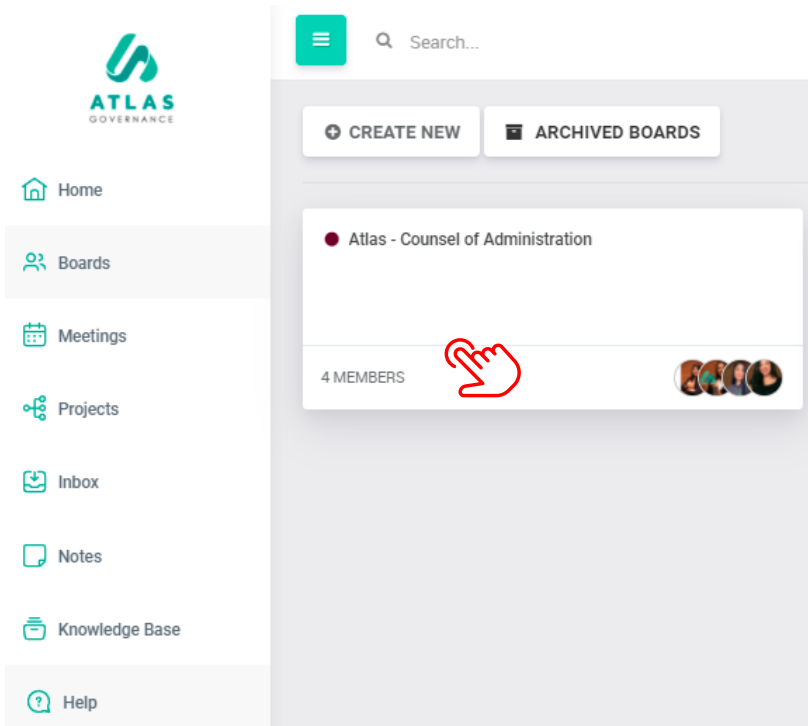 ATLAS
GOVERNANCE
Search...
CREATE NEW
ARCHIVED BOARDS
Home
Boards
Meetings
Projects
Inbox
Notes
Knowledge Base
Help
Atlas - Counsel of Administration
4 MEMBERS